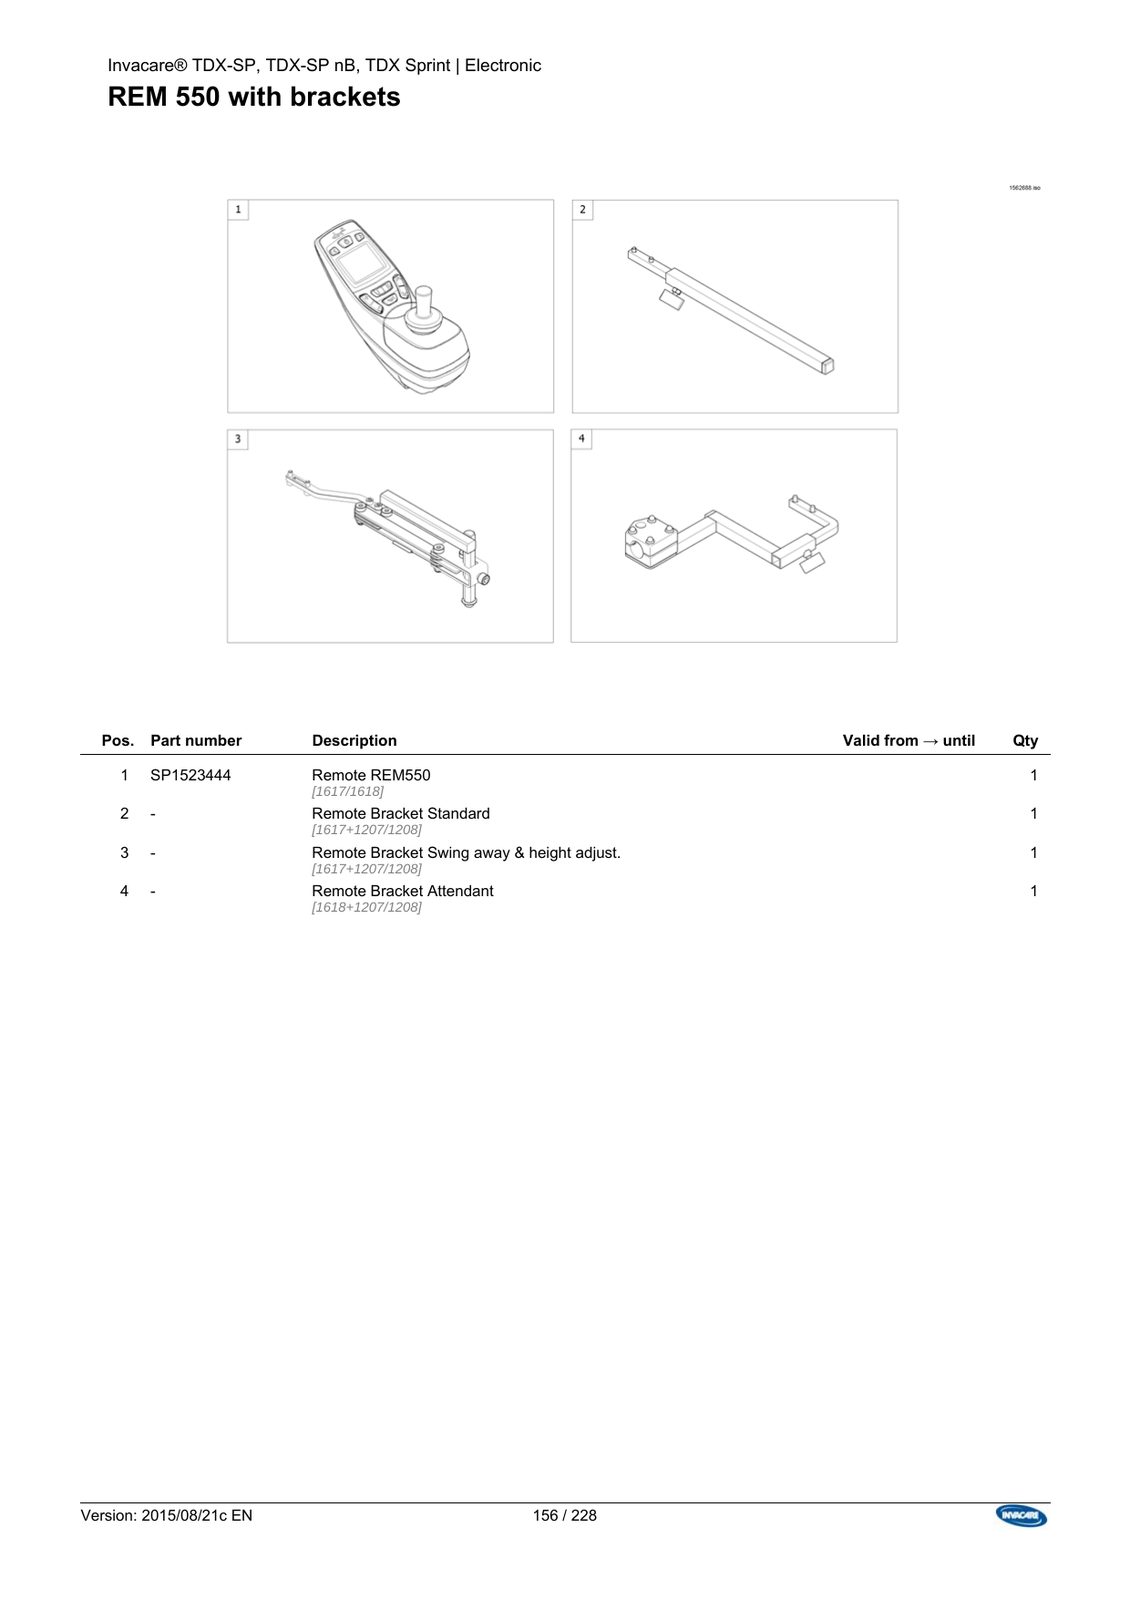 Invacare® TDX-SP, TDX-SP nB, TDX Sprint | Electronic
REM 550 with brackets
1562688 iso
1
2
3
4
Pos. Part number Description Valid from → until Qty
1 SP1523444 Remote REM550 1
[1617/1618]
2 - Remote Bracket Standard 1
[1617+1207/1208]
3 - Remote Bracket Swing away & height adjust. 1
[1617+1207/1208]
4 - Remote Bracket Attendant 1
[1618+1207/1208]
Version: 2015/08/21c EN 156 / 228 INVACARE